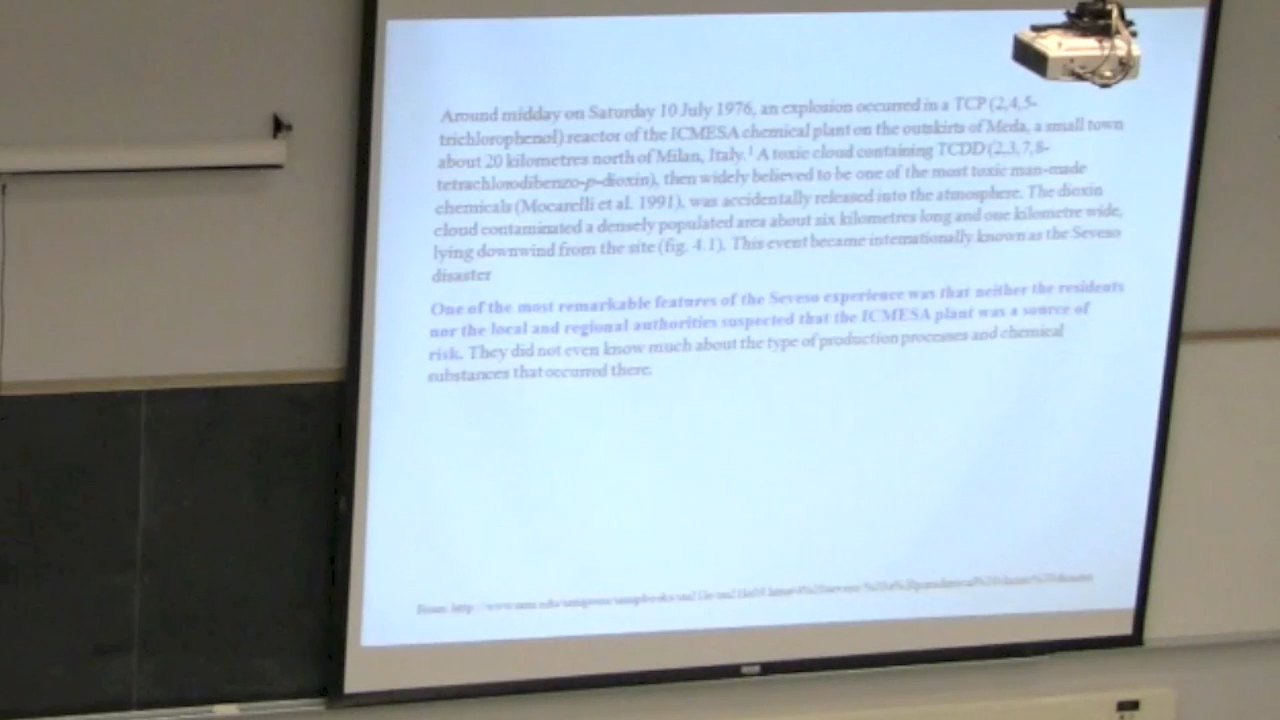 Around midday on Saturday 10 July 1976, an explosion occurred in a TCP (2,4,5-
trichlorophenol) reactor of the ICMESA chemical plant on the outskirts of Meda, a small town
about 20 kilometres north of Milan, Italy.¹ A toxic cloud containing TCDD (2,3,7,8-
tetrachlorodibenzo-p-dioxin), then widely believed to be one of the most toxic man-made
chemicals (Mocarelli et al. 1991), was accidentally released into the atmosphere. The dioxin
cloud contaminated a densely populated area about six kilometres long and one kilometre wide,
lying downwind from the site (fig. 4.1). This event became internationally known as the Seveso
disaster
One of the most remarkable features of the Seveso experience was that neither the residents
nor the local and regional authorities suspected that the ICMESA plant was a source of
risk. They did not even know much about the type of production processes and chemical
substances that occurred there.
From: